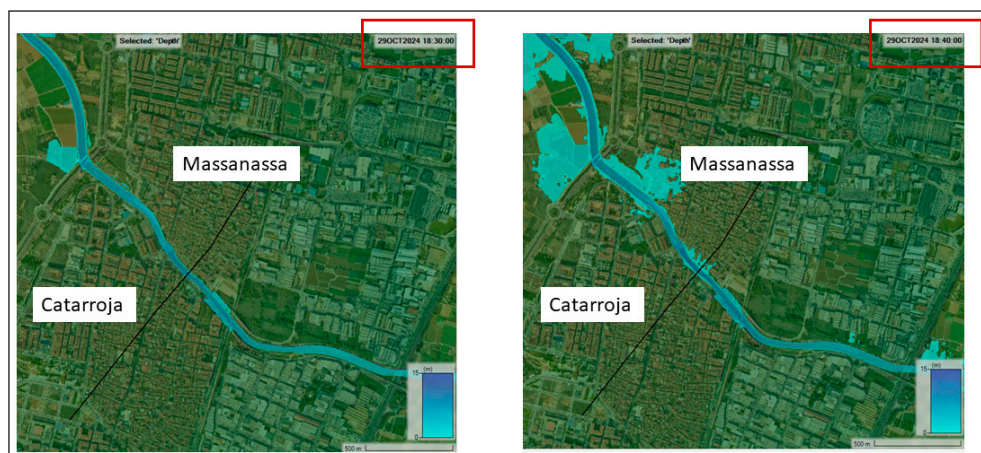 Selected: 'Depth'
29OCT2024 18:30:00
Massanassa
Catarroja
15
(m)
0
500 m
Selected: 'Depth'
29OCT2024 18:40:00
Massanassa
Catarroja
15
(m)
0
500 m